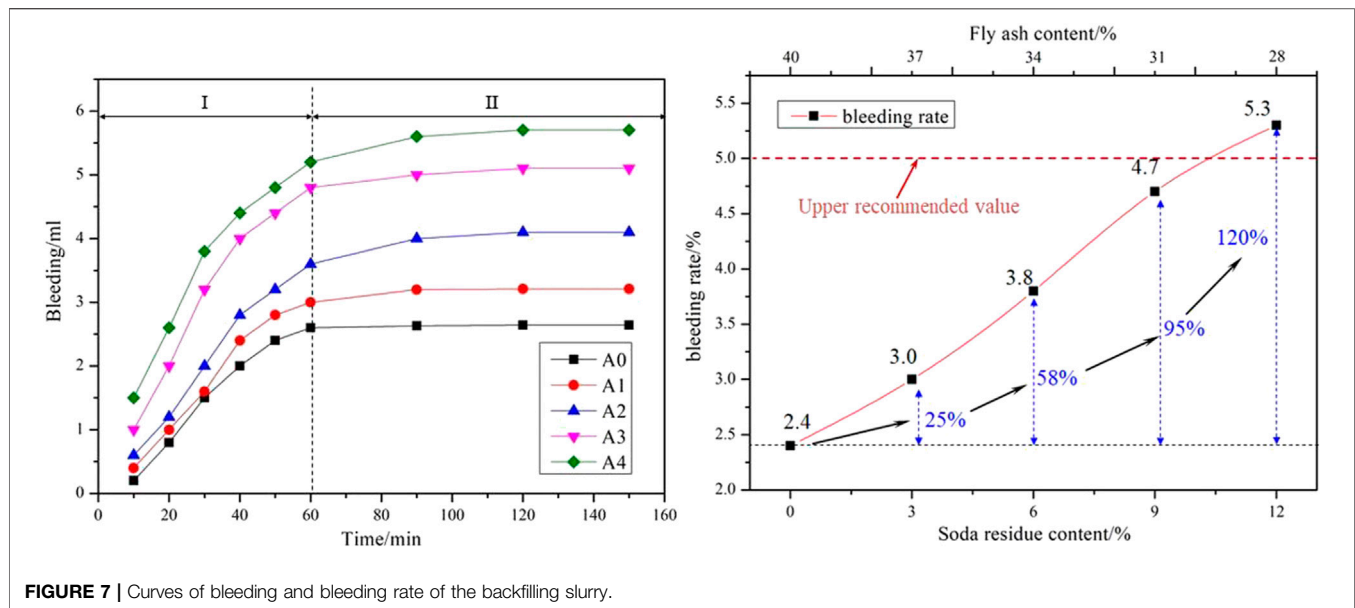 I
II
6
5
4
3
2
1
0
Bleeding/ml
A0
A1
A2
A3
A4
0 20 40 60 80 100 120 140 160
Time/min
Fly ash content/%
40 37 34 31 28
bleeding rate
5.3
5.0
4.7
Upper recommended value
4.5
120%
4.0
3.8
3.5
95%
3.0
3.0
58%
2.4
25%
2.5
2.0
bleeding rate/%
0 3 6 9 12
Soda residue content/%
FIGURE 7 | Curves of bleeding and bleeding rate of the backfilling slurry.